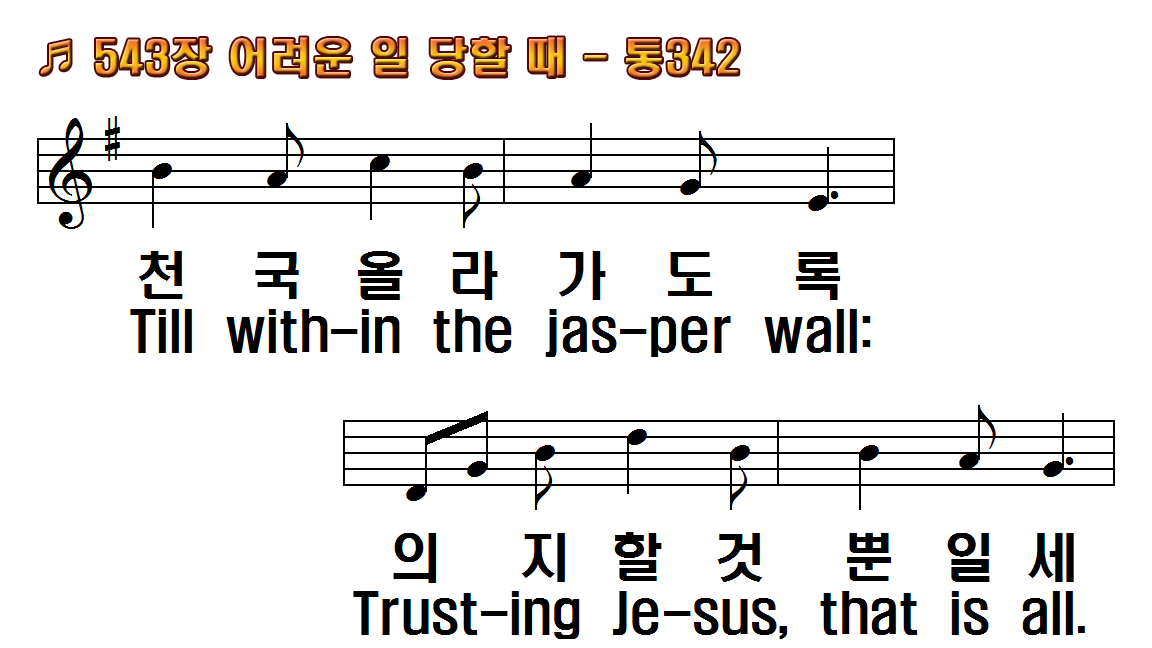 543장 어려운 일 당할 때 - 통342
천 국 올 라 가 도 록
Till with-in the jas-per wall:
의 지 할 것 뿐 일 세
Trust-ing Je-sus, that is all.